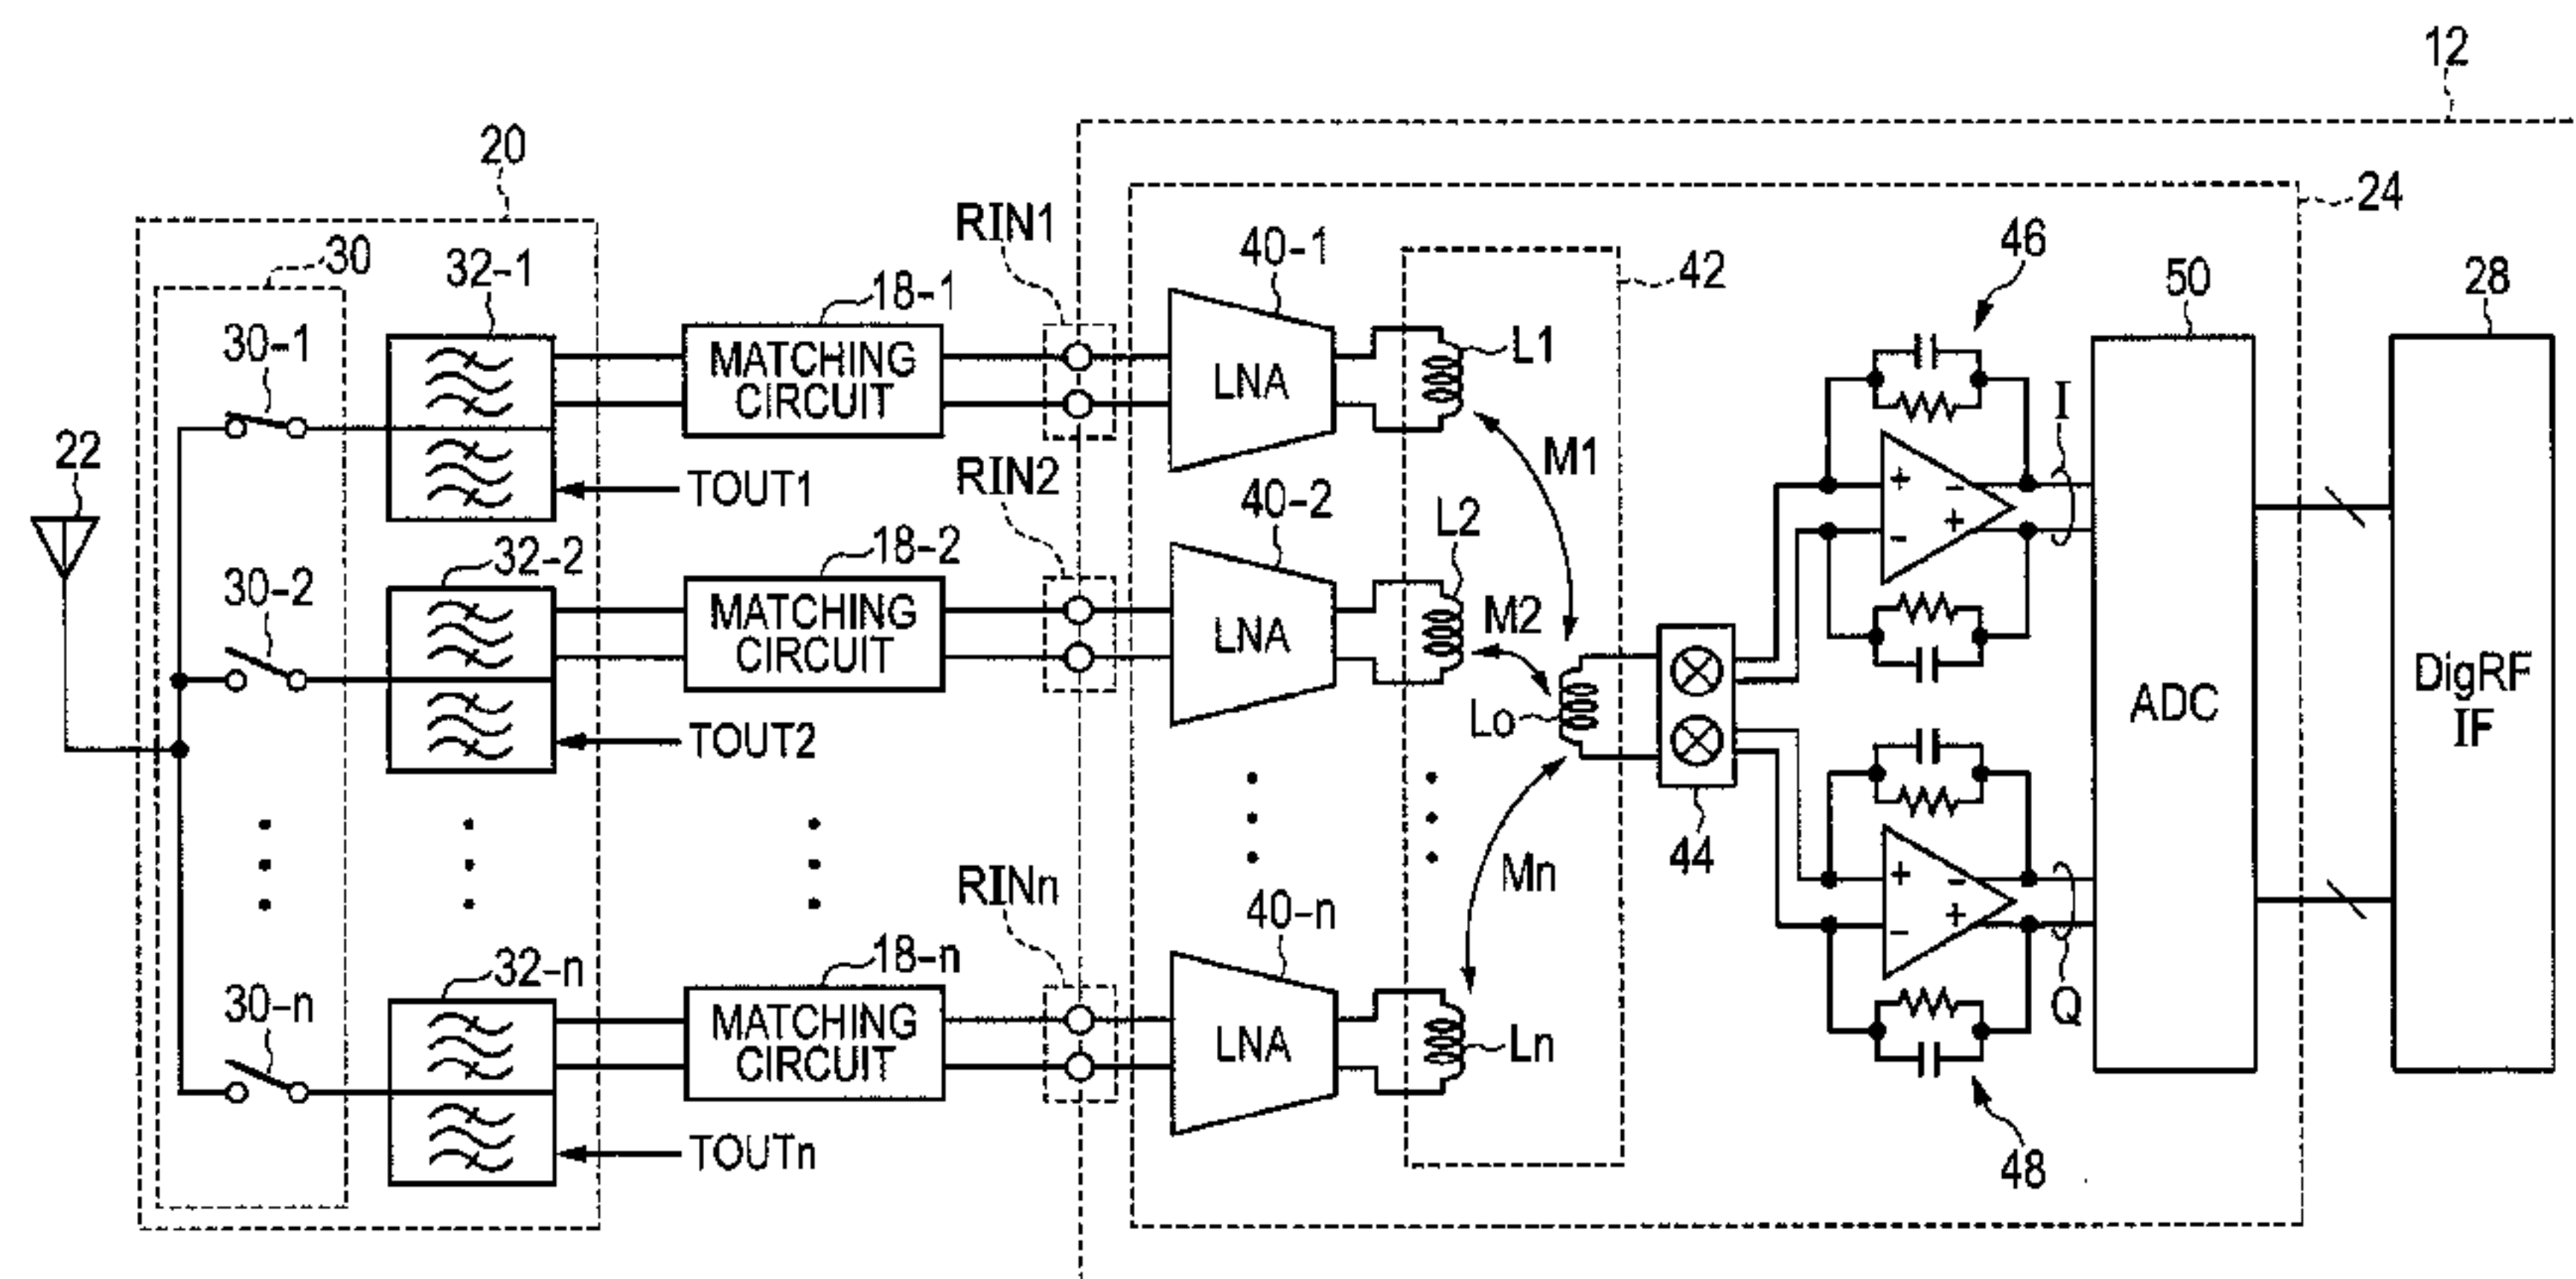 12
20
24
RIN1
30
32-1
18-1
40-1
42
46
50
28
30-1
MATCHING
CIRCUIT
LNA
L1
I
22
TOUT1
M1
RIN2
40-2
32-2
18-2
L2
30-2
MATCHING
CIRCUIT
LNA
M2
+
-
-
+
Lo
ADC
DigRF
IF
TOUT2
44
RINn
Mn
40-n
+
-
-
+
32-n
18-n
30-n
MATCHING
CIRCUIT
LNA
Ln
Q
TOUTn
48